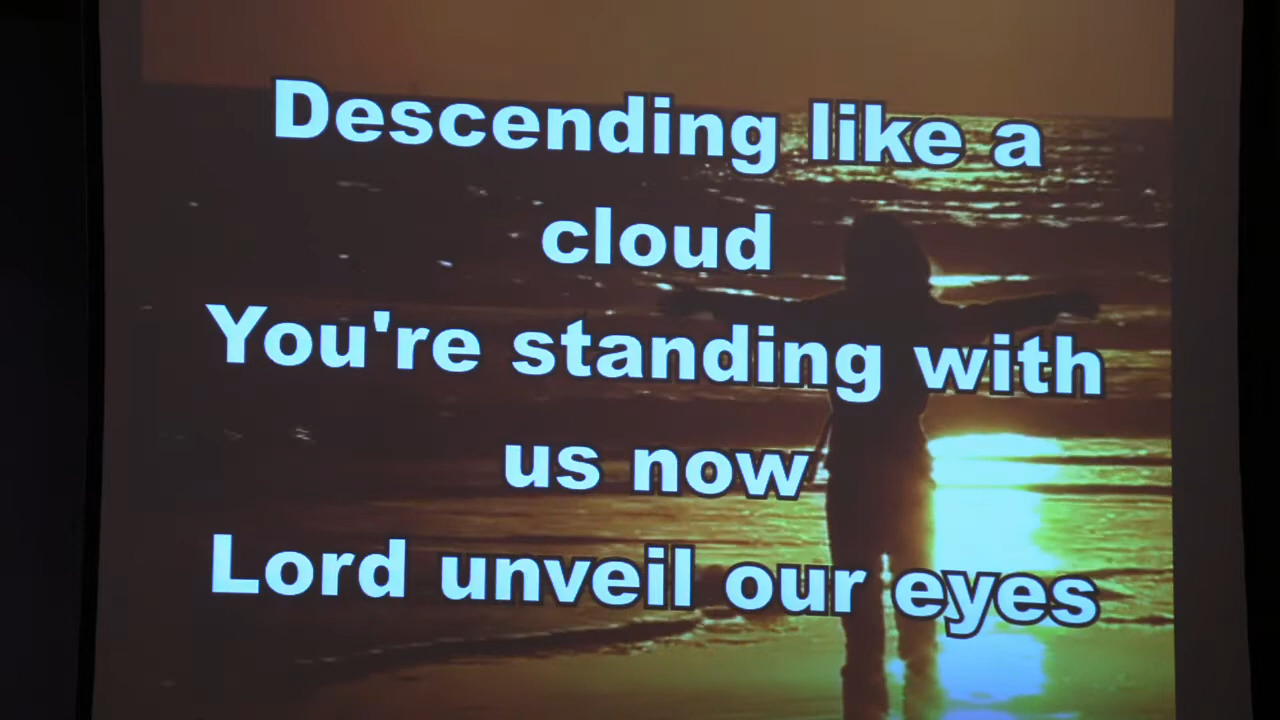 Descending like a
cloud
You're standing with
us now
Lord unveil our eyes